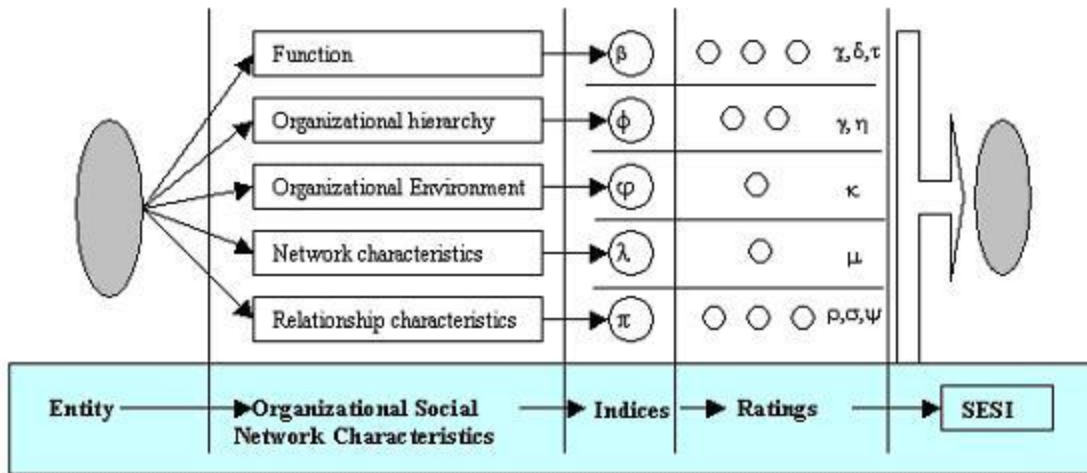 Function
β
γ, δ, τ
Organizational hierarchy
ϕ
γ, η
Organizational Environment
φ
κ
Network characteristics
λ
μ
Relationship characteristics
π
ρ,σ,ψ
Entity
Organizational Social
Network Characteristics
Indices
Ratings
SESI